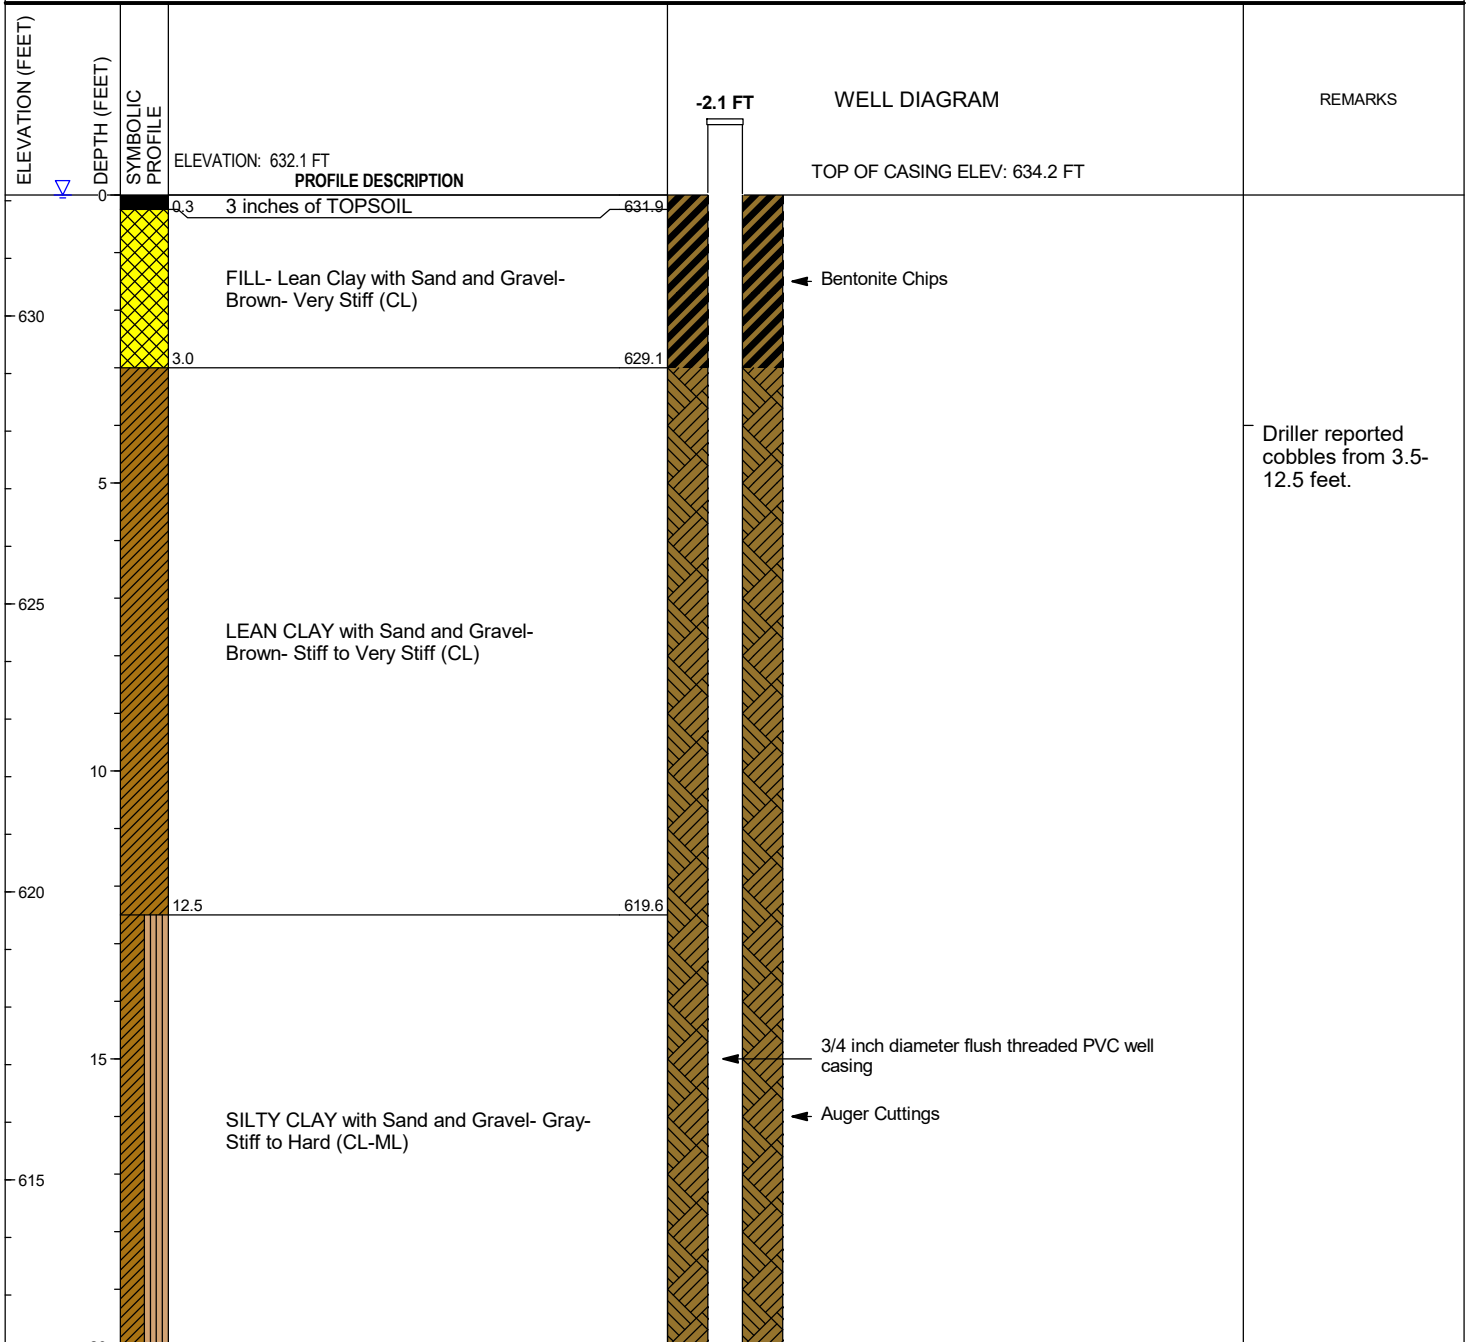 ELEVATION (FEET)
DEPTH (FEET)
SYMBOLIC
PROFILE
ELEVATION: 632.1 FT
PROFILE DESCRIPTION
-2.1 FT
WELL DIAGRAM
TOP OF CASING ELEV: 634.2 FT
REMARKS
0
0.3
3 inches of TOPSOIL
631.9
FILL- Lean Clay with Sand and Gravel-
Brown- Very Stiff (CL)
Bentonite Chips
630
3.0
629.1
Driller reported
cobbles from 3.5-
12.5 feet.
5
625
LEAN CLAY with Sand and Gravel-
Brown- Stiff to Very Stiff (CL)
10
620
12.5
619.6
3/4 inch diameter flush threaded PVC well
casing
15
Auger Cuttings
SILTY CLAY with Sand and Gravel- Gray-
Stiff to Hard (CL-ML)
615